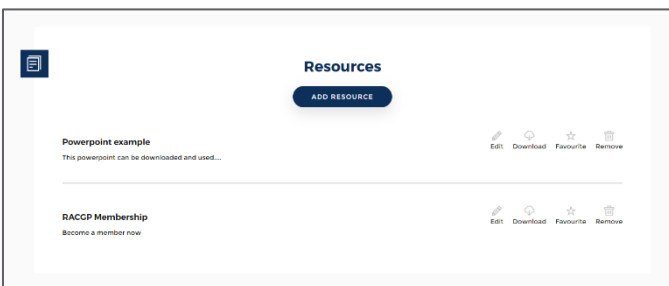 Resources
ADD RESOURCE
Powerpoint example
This powerpoint can be downloaded and used....
Edit Download Favourite Remove
RACGP Membership
Become a member now
Edit Download Favourite Remove